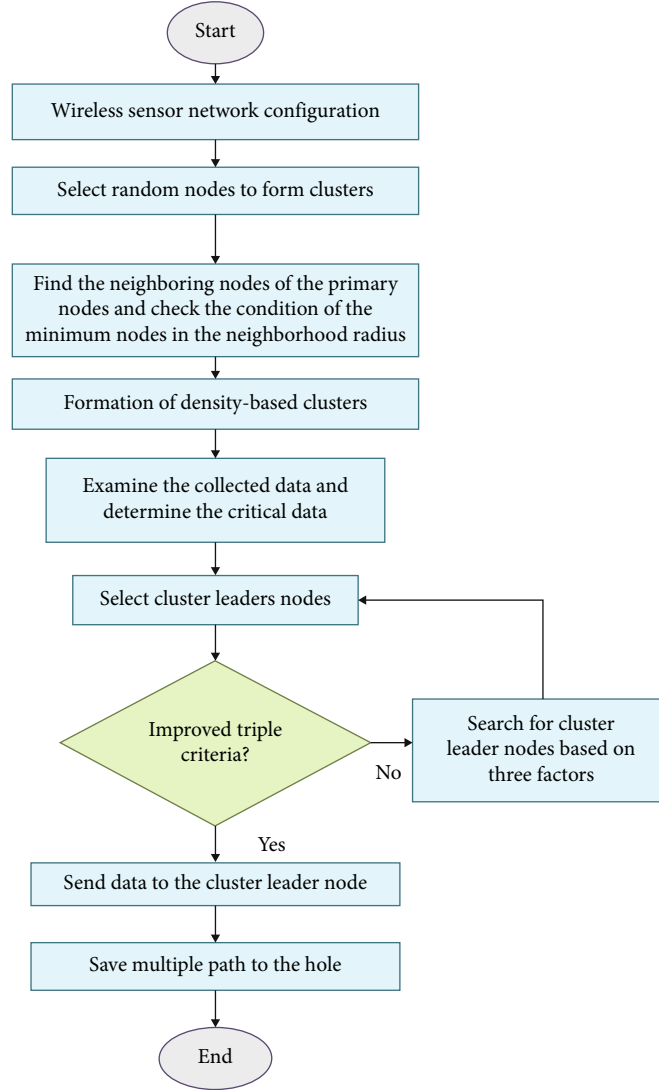 Start
Wireless sensor network configuration
Select random nodes to form clusters
Find the neighboring nodes of the primary
nodes and check the condition of the
minimum nodes in the neighborhood radius
Formation of density-based clusters
Examine the collected data and
determine the critical data
Select cluster leaders nodes
Improved triple
criteria?
No
Search for cluster
leader nodes based on
three factors
Yes
Send data to the cluster leader node
Save multiple path to the hole
End